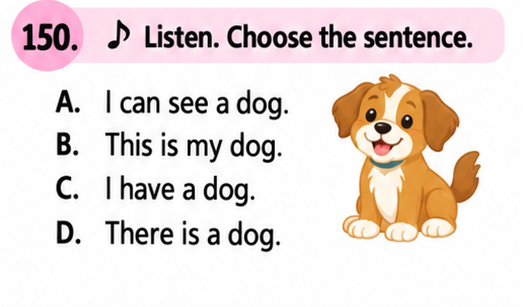 150. ♪ Listen. Choose the sentence.
A. I can see a dog.
B. This is my dog.
C. I have a dog.
D. There is a dog.